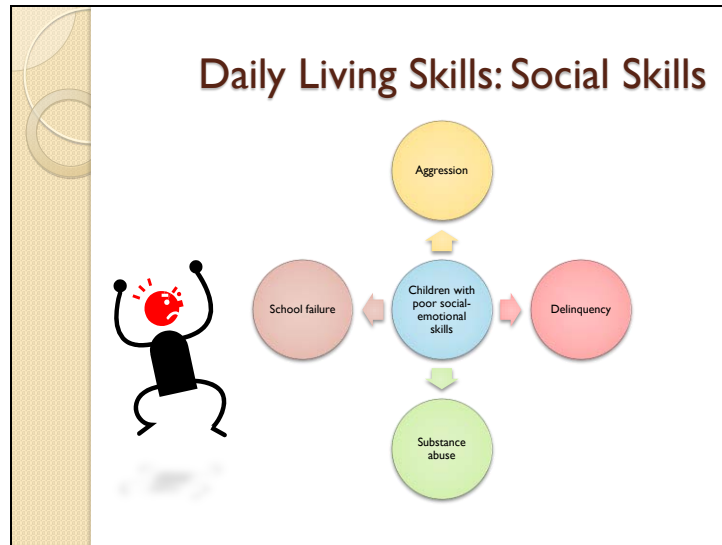 Daily Living Skills: Social Skills
Aggression
School failure
Children with
poor social-
emotional
skills
Delinquency
Substance
abuse